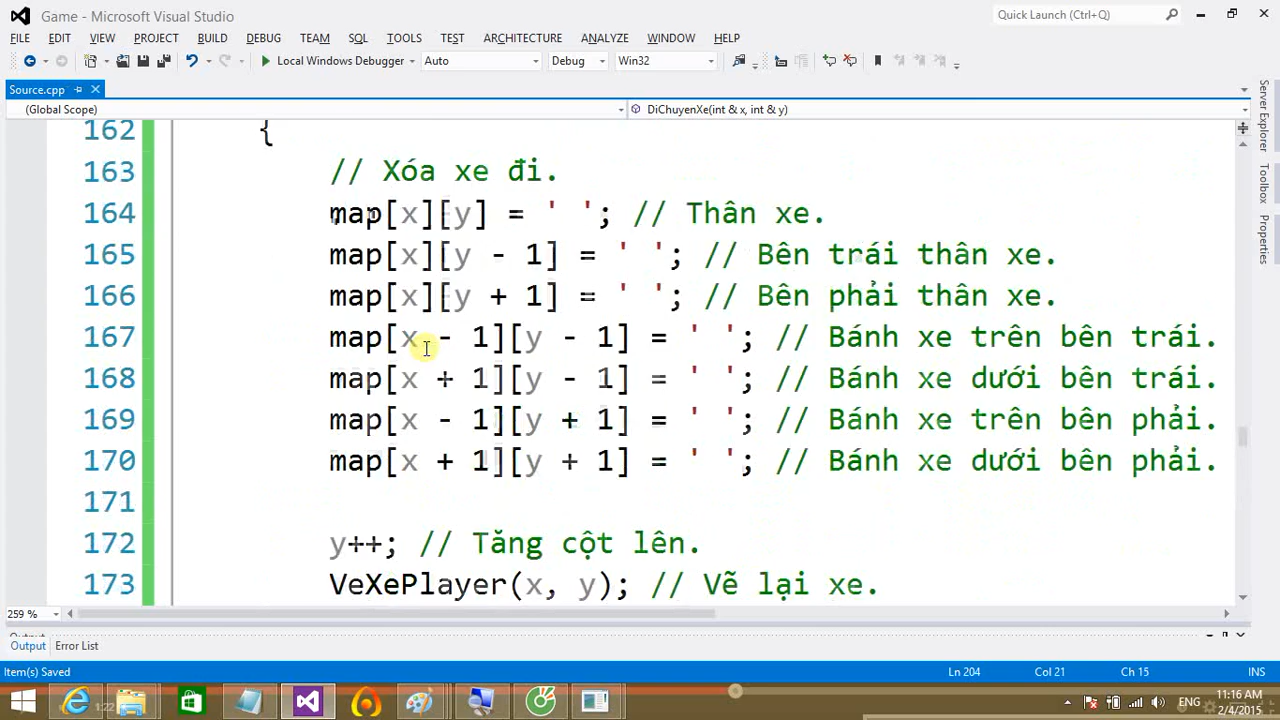 Game - Microsoft Visual Studio
Quick Launch (Ctrl+Q)
FILE EDIT VIEW PROJECT BUILD DEBUG TEAM SQL TOOLS TEST ARCHITECTURE ANALYZE WINDOW HELP
Local Windows Debugger Auto Debug Win32
Source.cpp
(Global Scope) DiChuyenXe(int & x, int & y)
162 {
163 // Xóa xe đi.
164 map[x][y] = ' '; // Thân xe.
165 map[x][y - 1] = ' '; // Bên trái thân xe.
166 map[x][y + 1] = ' '; // Bên phải thân xe.
167 map[x - 1][y - 1] = ' '; // Bánh xe trên bên trái.
168 map[x + 1][y - 1] = ' '; // Bánh xe dưới bên trái.
169 map[x - 1][y + 1] = ' '; // Bánh xe trên bên phải.
170 map[x + 1][y + 1] = ' '; // Bánh xe dưới bên phải.
171
172 y++; // Tăng cột lên.
173 VeXePlayer(x, y); // Vẽ lại xe.
Server Explorer
Toolbox
259 %
Output Error List
Item(s) Saved Ln 204 Col 21 Ch 15 INS
ENG
11:16 AM
2/4/2015